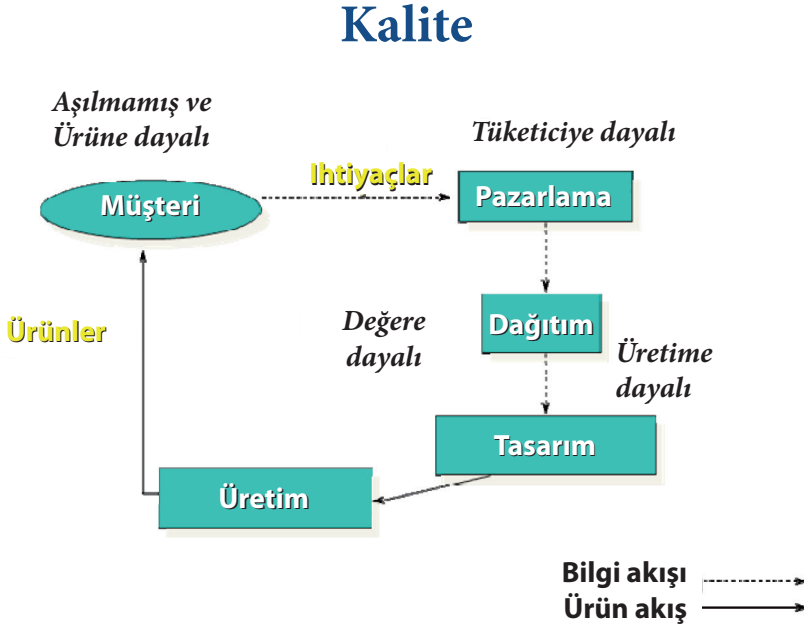 Kalite
Aşılmamış ve
Ürüne dayalı
Tüketiciye dayalı
Ihtiyaçlar
Müşteri
Pazarlama
Ürünler
Değere
dayalı
Dağıtım
Üretime
dayalı
Tasarım
Üretim
Bilgi akışı
Ürün akış